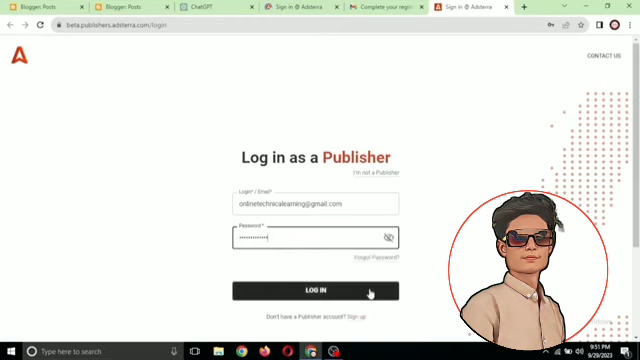 Blogger: Posts
Blogger: Posts
ChatGPT
Sign in @ Adsterra
Complete your registr
Sign in @ Adsterra
beta.publishers.adsterra.com/login
CONTACT US
Log in as a Publisher
I'm not a Publisher
Login* / Email*
onlinetechnicalearning@gmail.com
Password*
Forgot Password?
LOG IN
Don't have a Publisher account? Sign up
Type here to search
9:51 PM
9/29/2023